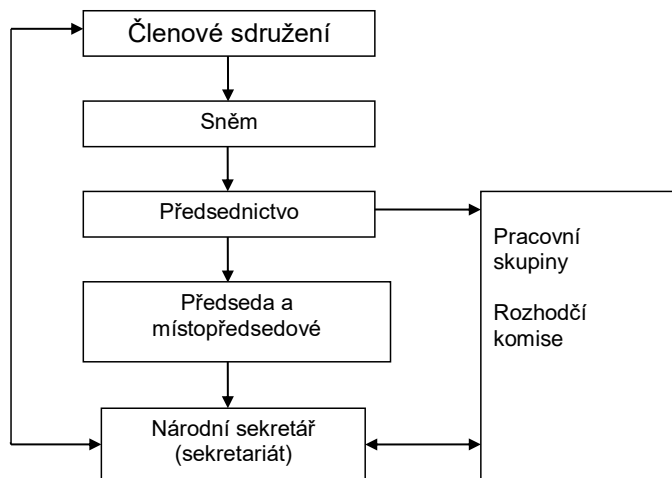 Členové sdružení
Sněm
Předsednictvo
Pracovní
skupiny
Rozhodčí
komise
Předseda a
místopředsedové
Národní sekretář
(sekretariát)